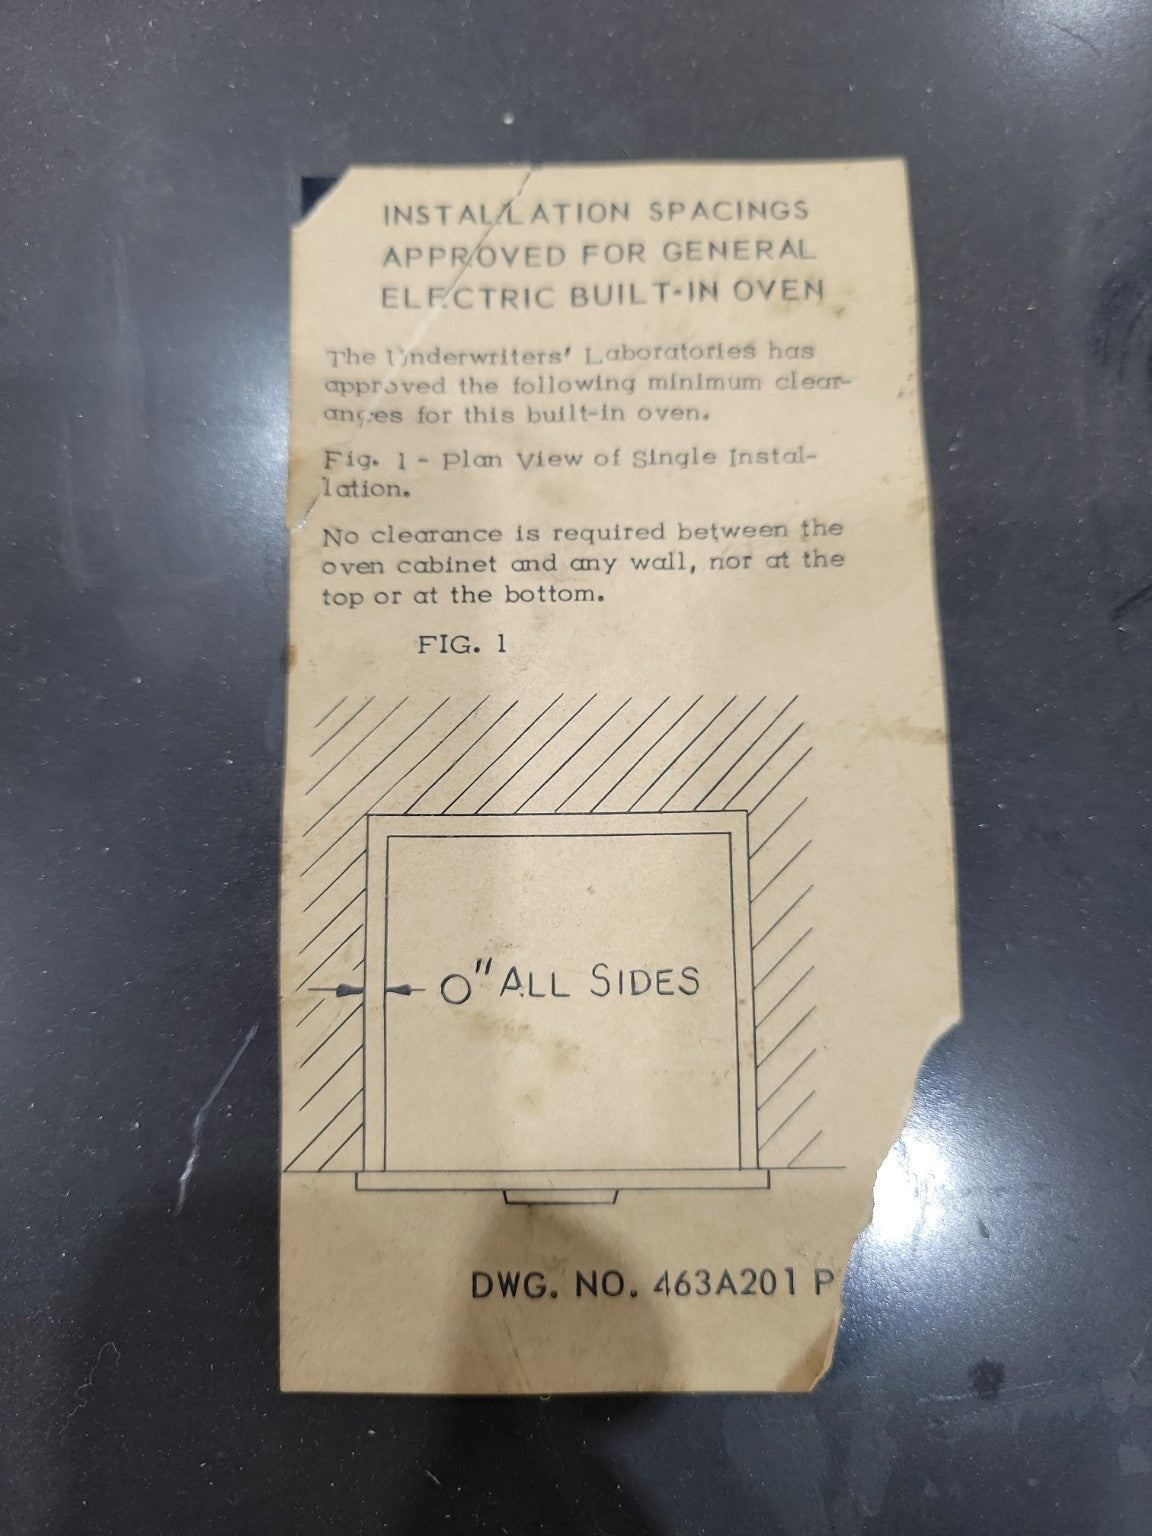 INSTALLATION SPACINGS
APPROVED FOR GENERAL
ELECTRIC BUILT-IN OVEN
The Underwriters' Laboratories has
approved the following minimum clear-
ances for this built-in oven.
Fig. 1 - Plan View of Single Instal-
lation.
No clearance is required between the
oven cabinet and any wall, nor at the
top or at the bottom.
FIG. 1
0" ALL SIDES
DWG. NO. 463A201 P